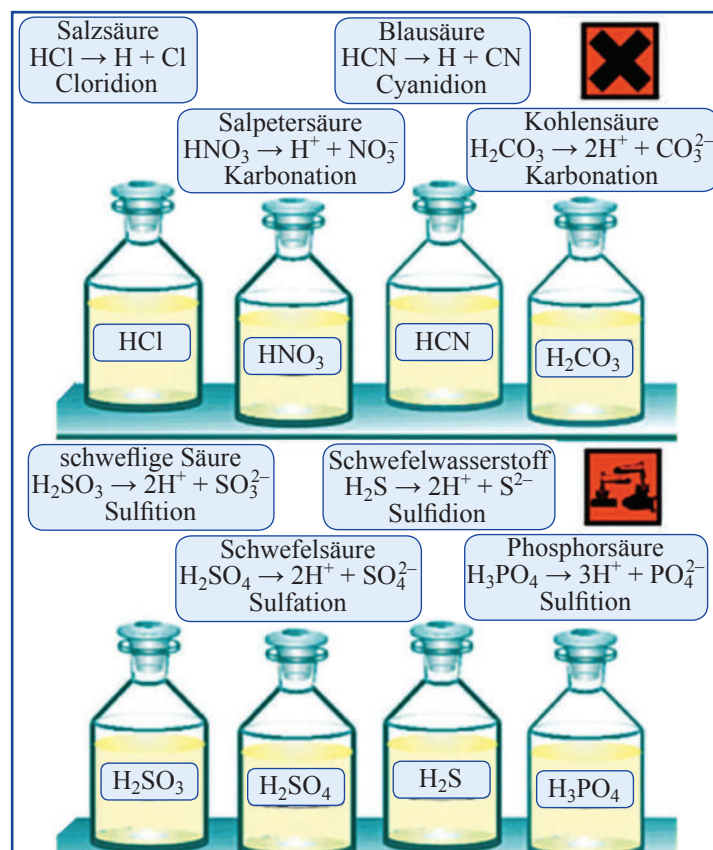 Salzsäure
HCl → H + Cl
Cloridion
Blausäure
HCN → H + CN
Cyanidion
Salpetersäure
HNO₃ → H⁺ + NO₃⁻
Karbonation
Kohlensäure
H₂CO₃ → 2H⁺ + CO₃²⁻
Karbonation
HCl
HNO₃
HCN
H₂CO₃
schweflige Säure
H₂SO₃ → 2H⁺ + SO₃²⁻
Sulfition
Schwefelwasserstoff
H₂S → 2H⁺ + S²⁻
Sulfidion
Schwefelsäure
H₂SO₄ → 2H⁺ + SO₄²⁻
Sulfation
Phosphorsäure
H₃PO₄ → 3H⁺ + PO₄²⁻
Sulfition
H₂SO₃
H₂SO₄
H₂S
H₃PO₄